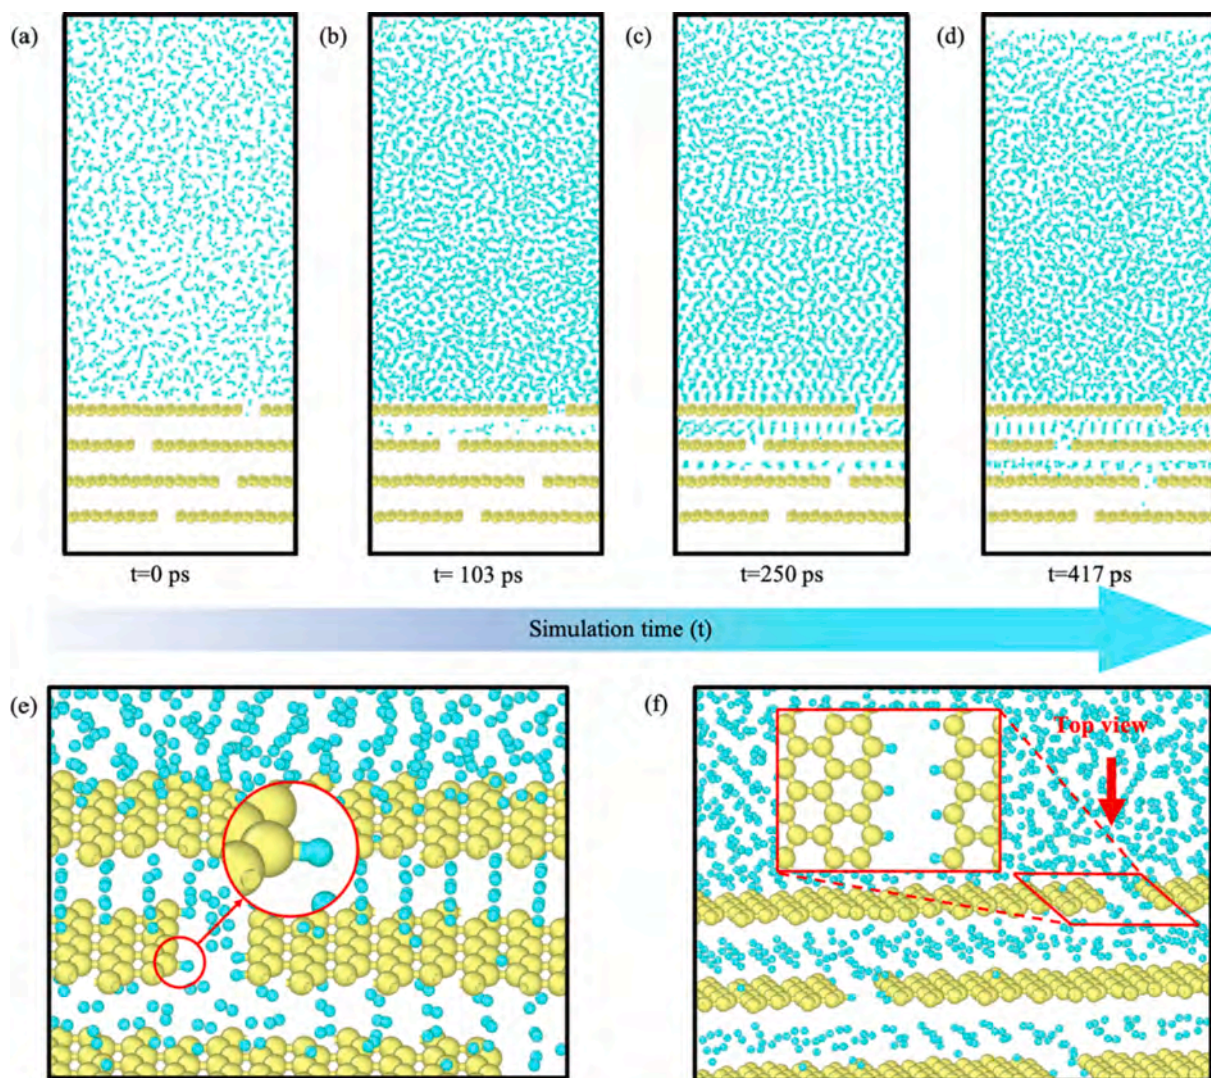 (a)
(b)
(c)
(d)
t=0 ps
t= 103 ps
t=250 ps
t=417 ps
Simulation time (t)
(e)
(f)
Top view